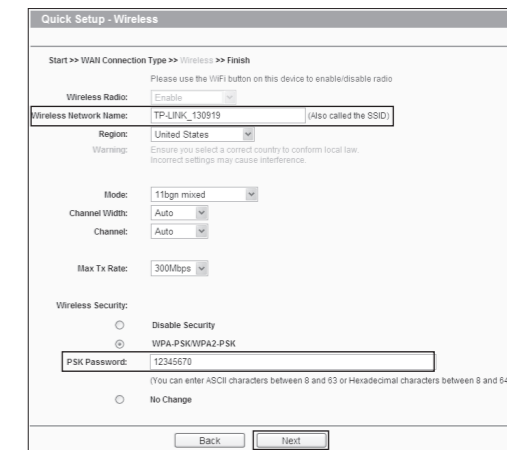 Quick Setup - Wireless
Start >> WAN Connection Type >> Wireless >> Finish
Please use the WiFi button on this device to enable/disable radio
Wireless Radio: Enable
Wireless Network Name: TP-LINK_130919 (Also called the SSID)
Region: United States
Warning: Ensure you select a correct country to conform local law.
Incorrect settings may cause interference.
Mode: 11bgn mixed
Channel Width: Auto
Channel: Auto
Max Tx Rate: 300Mbps
Wireless Security:
Disable Security
WPA-PSK/WPA2-PSK
PSK Password: 12345670
(You can enter ASCII characters between 8 and 63 or Hexadecimal characters between 8 and 64
No Change
Back Next